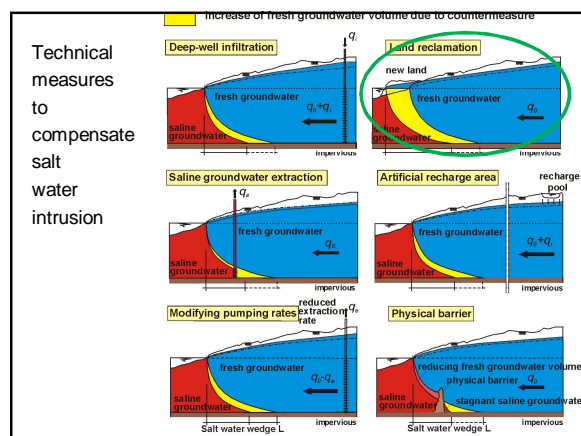 Increase of fresh groundwater volume due to countermeasure
Technical
measures
to
compensate
salt
water
intrusion
Deep-well infiltration
qi
fresh groundwater
q0+qi
saline
groundwater
impervious
Land reclamation
new land
fresh groundwater
q0
saline
groundwater
impervious
Saline groundwater extraction
qe
fresh groundwater
q0
saline
groundwater
impervious
Artificial recharge area
recharge
pool
fresh groundwater
q0+qr
saline
groundwater
impervious
Modifying pumping rates
reduced
extraction
rate
qe
fresh groundwater
q0-qe
saline
groundwater
impervious
Salt water wedge L
Physical barrier
reducing fresh groundwater volume
physical barrier
q0
stagnant saline groundwater
saline
groundwater
impervious
Salt water wedge L